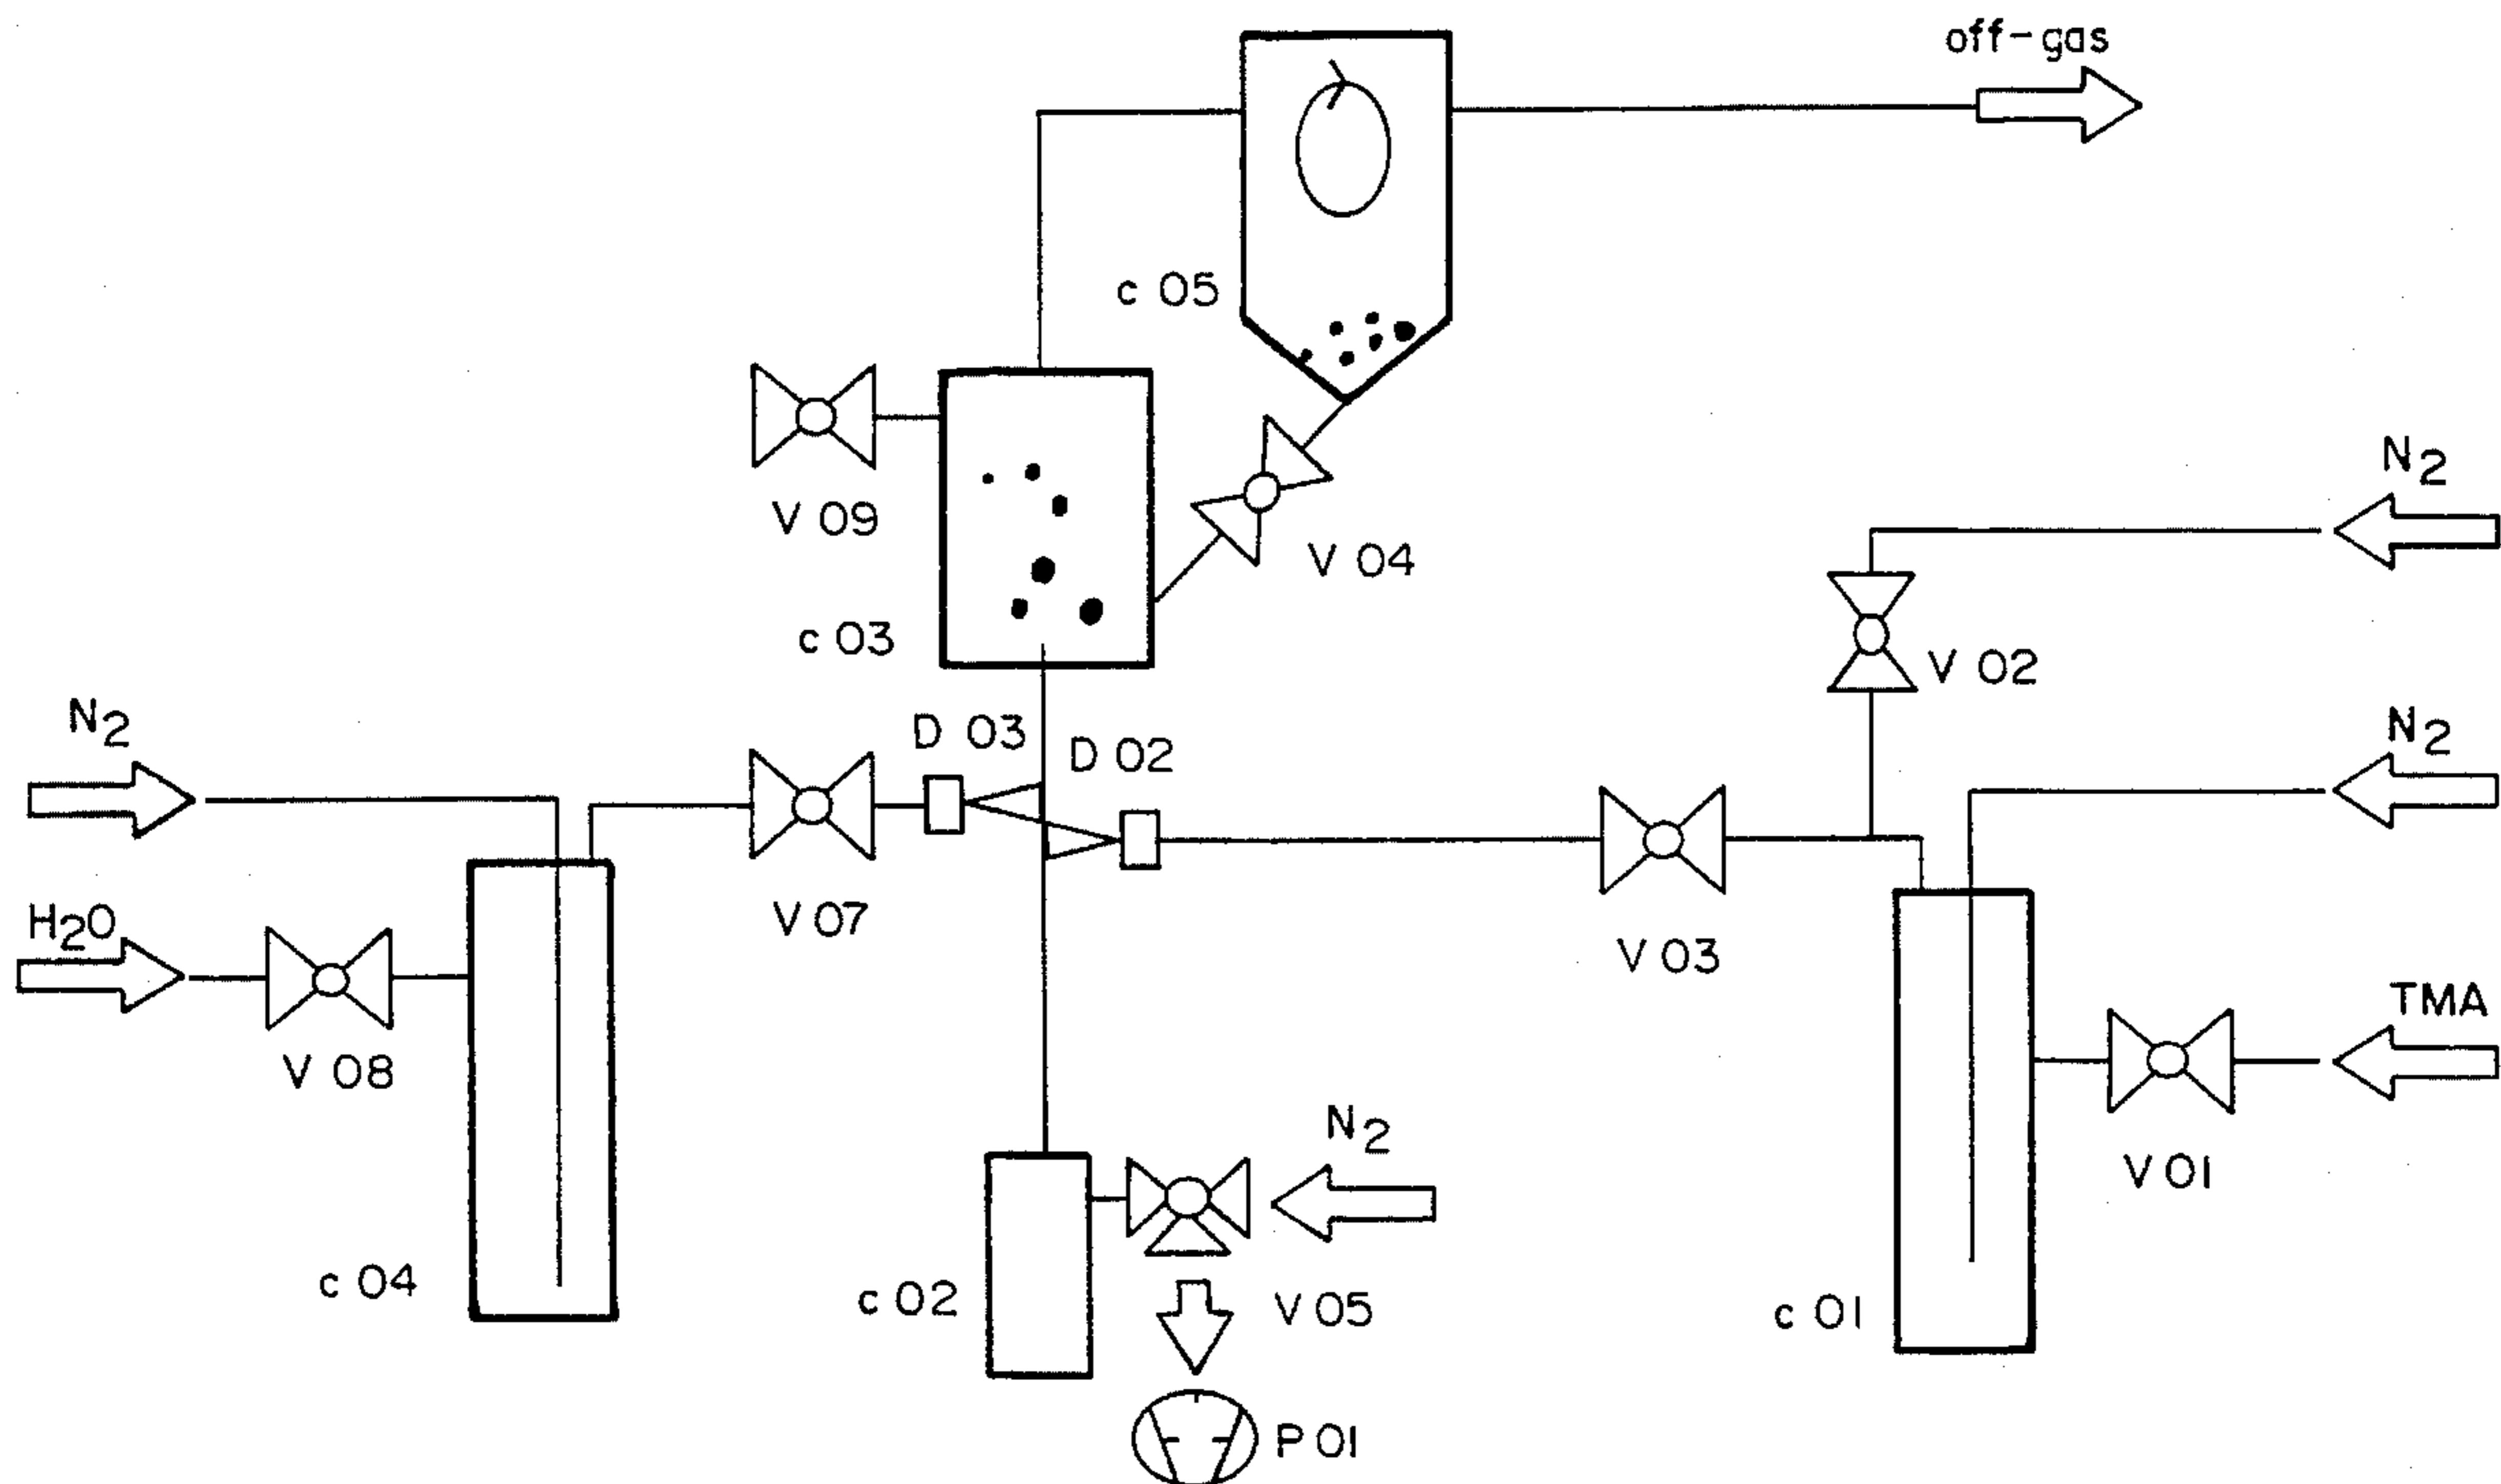 off-gas
c 05
N2
V 09
V 04
c 03
V 02
N2
D 03
D 02
N2
V 07
V 03
H2O
TMA
V 08
N2
V 01
c 04
c 02
V 05
c 01
P 01